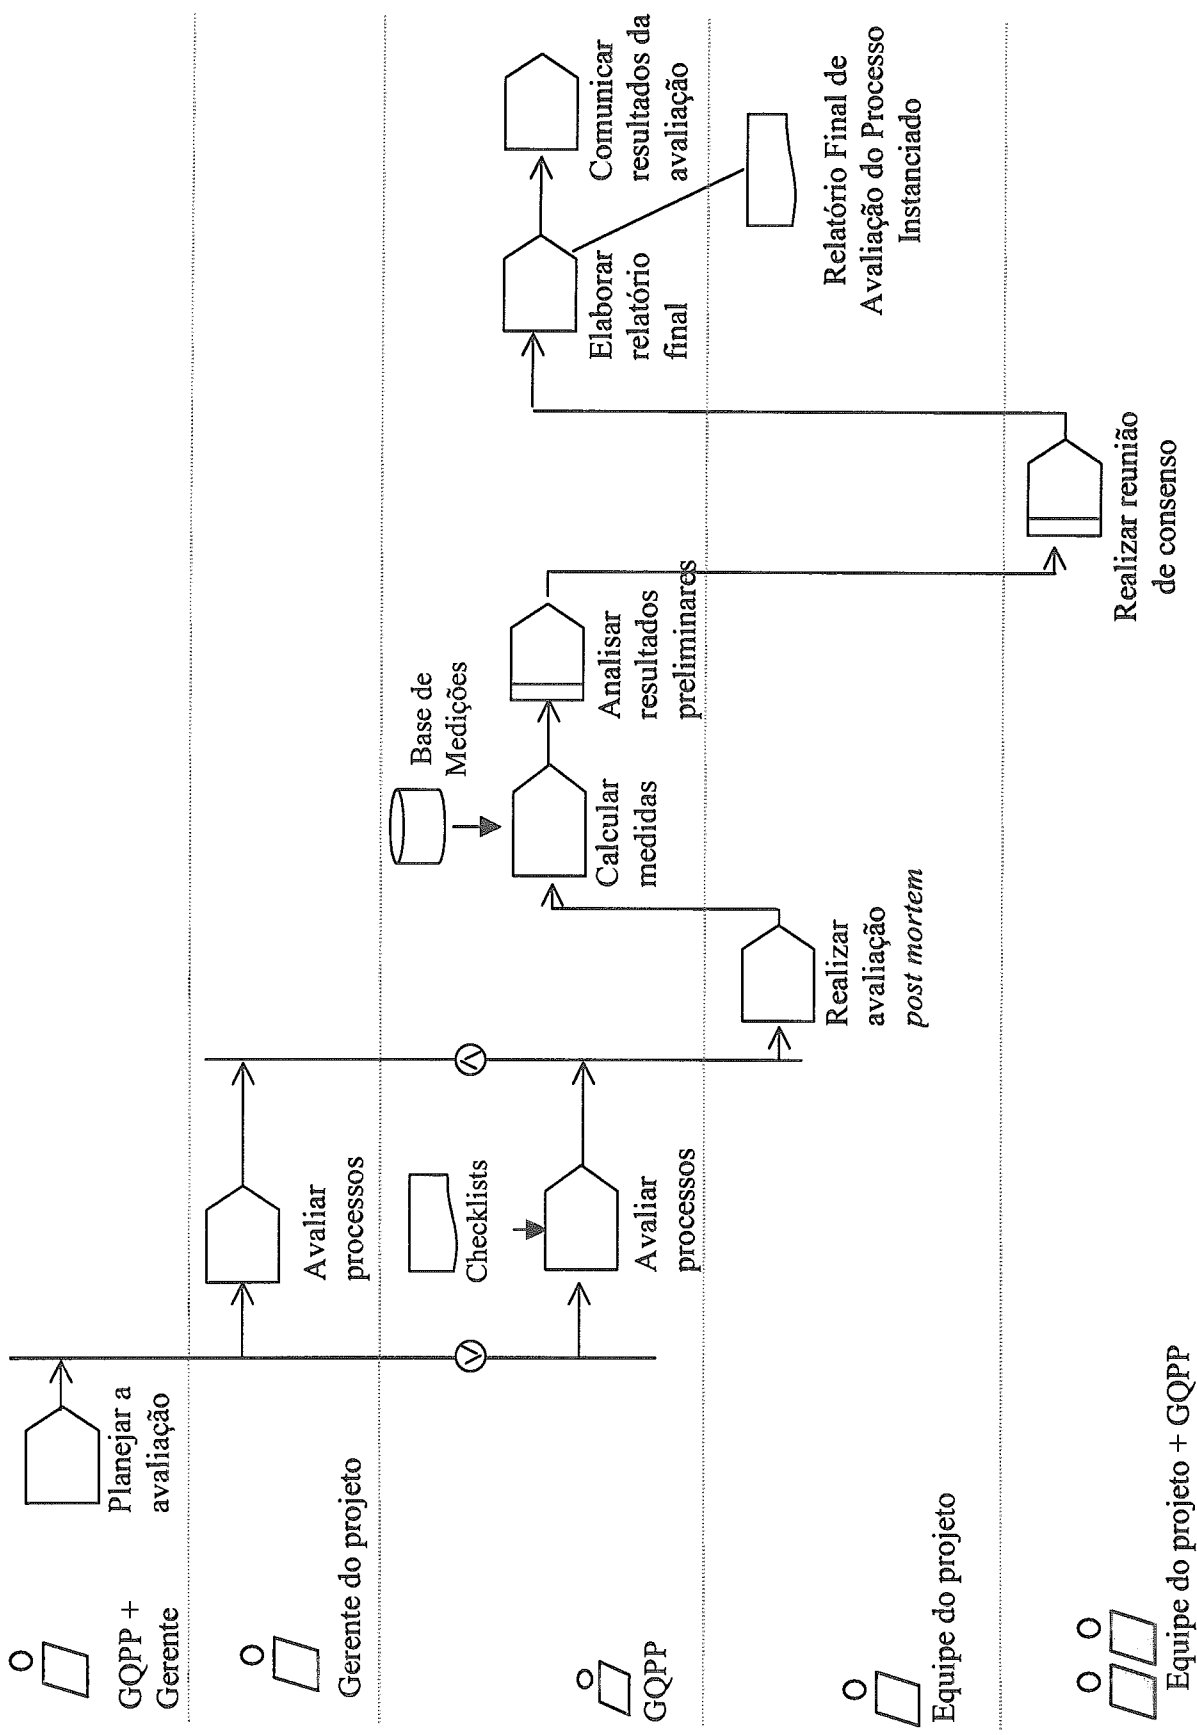 GQPP +
Gerente
Planejar a
avaliação
Gerente do projeto
Avaliar
processos
GQPP
Checklists
Avaliar
processos
Base de
Medições
Calcular
medidas
Analisar
resultados
preliminares
Elaborar
relatório
final
Comunicar
resultados da
avaliação
Equipe do projeto
Realizar
avaliação
post mortem
Relatório Final de
Avaliação do Processo
Instanciado
Equipe do projeto + GQPP
Realizar reunião
de consenso